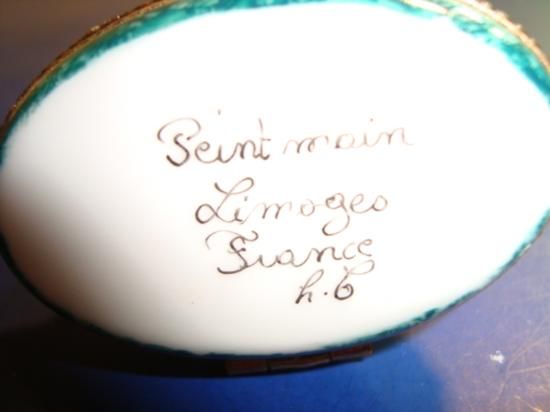 Peint main
Limoges
France
h.C